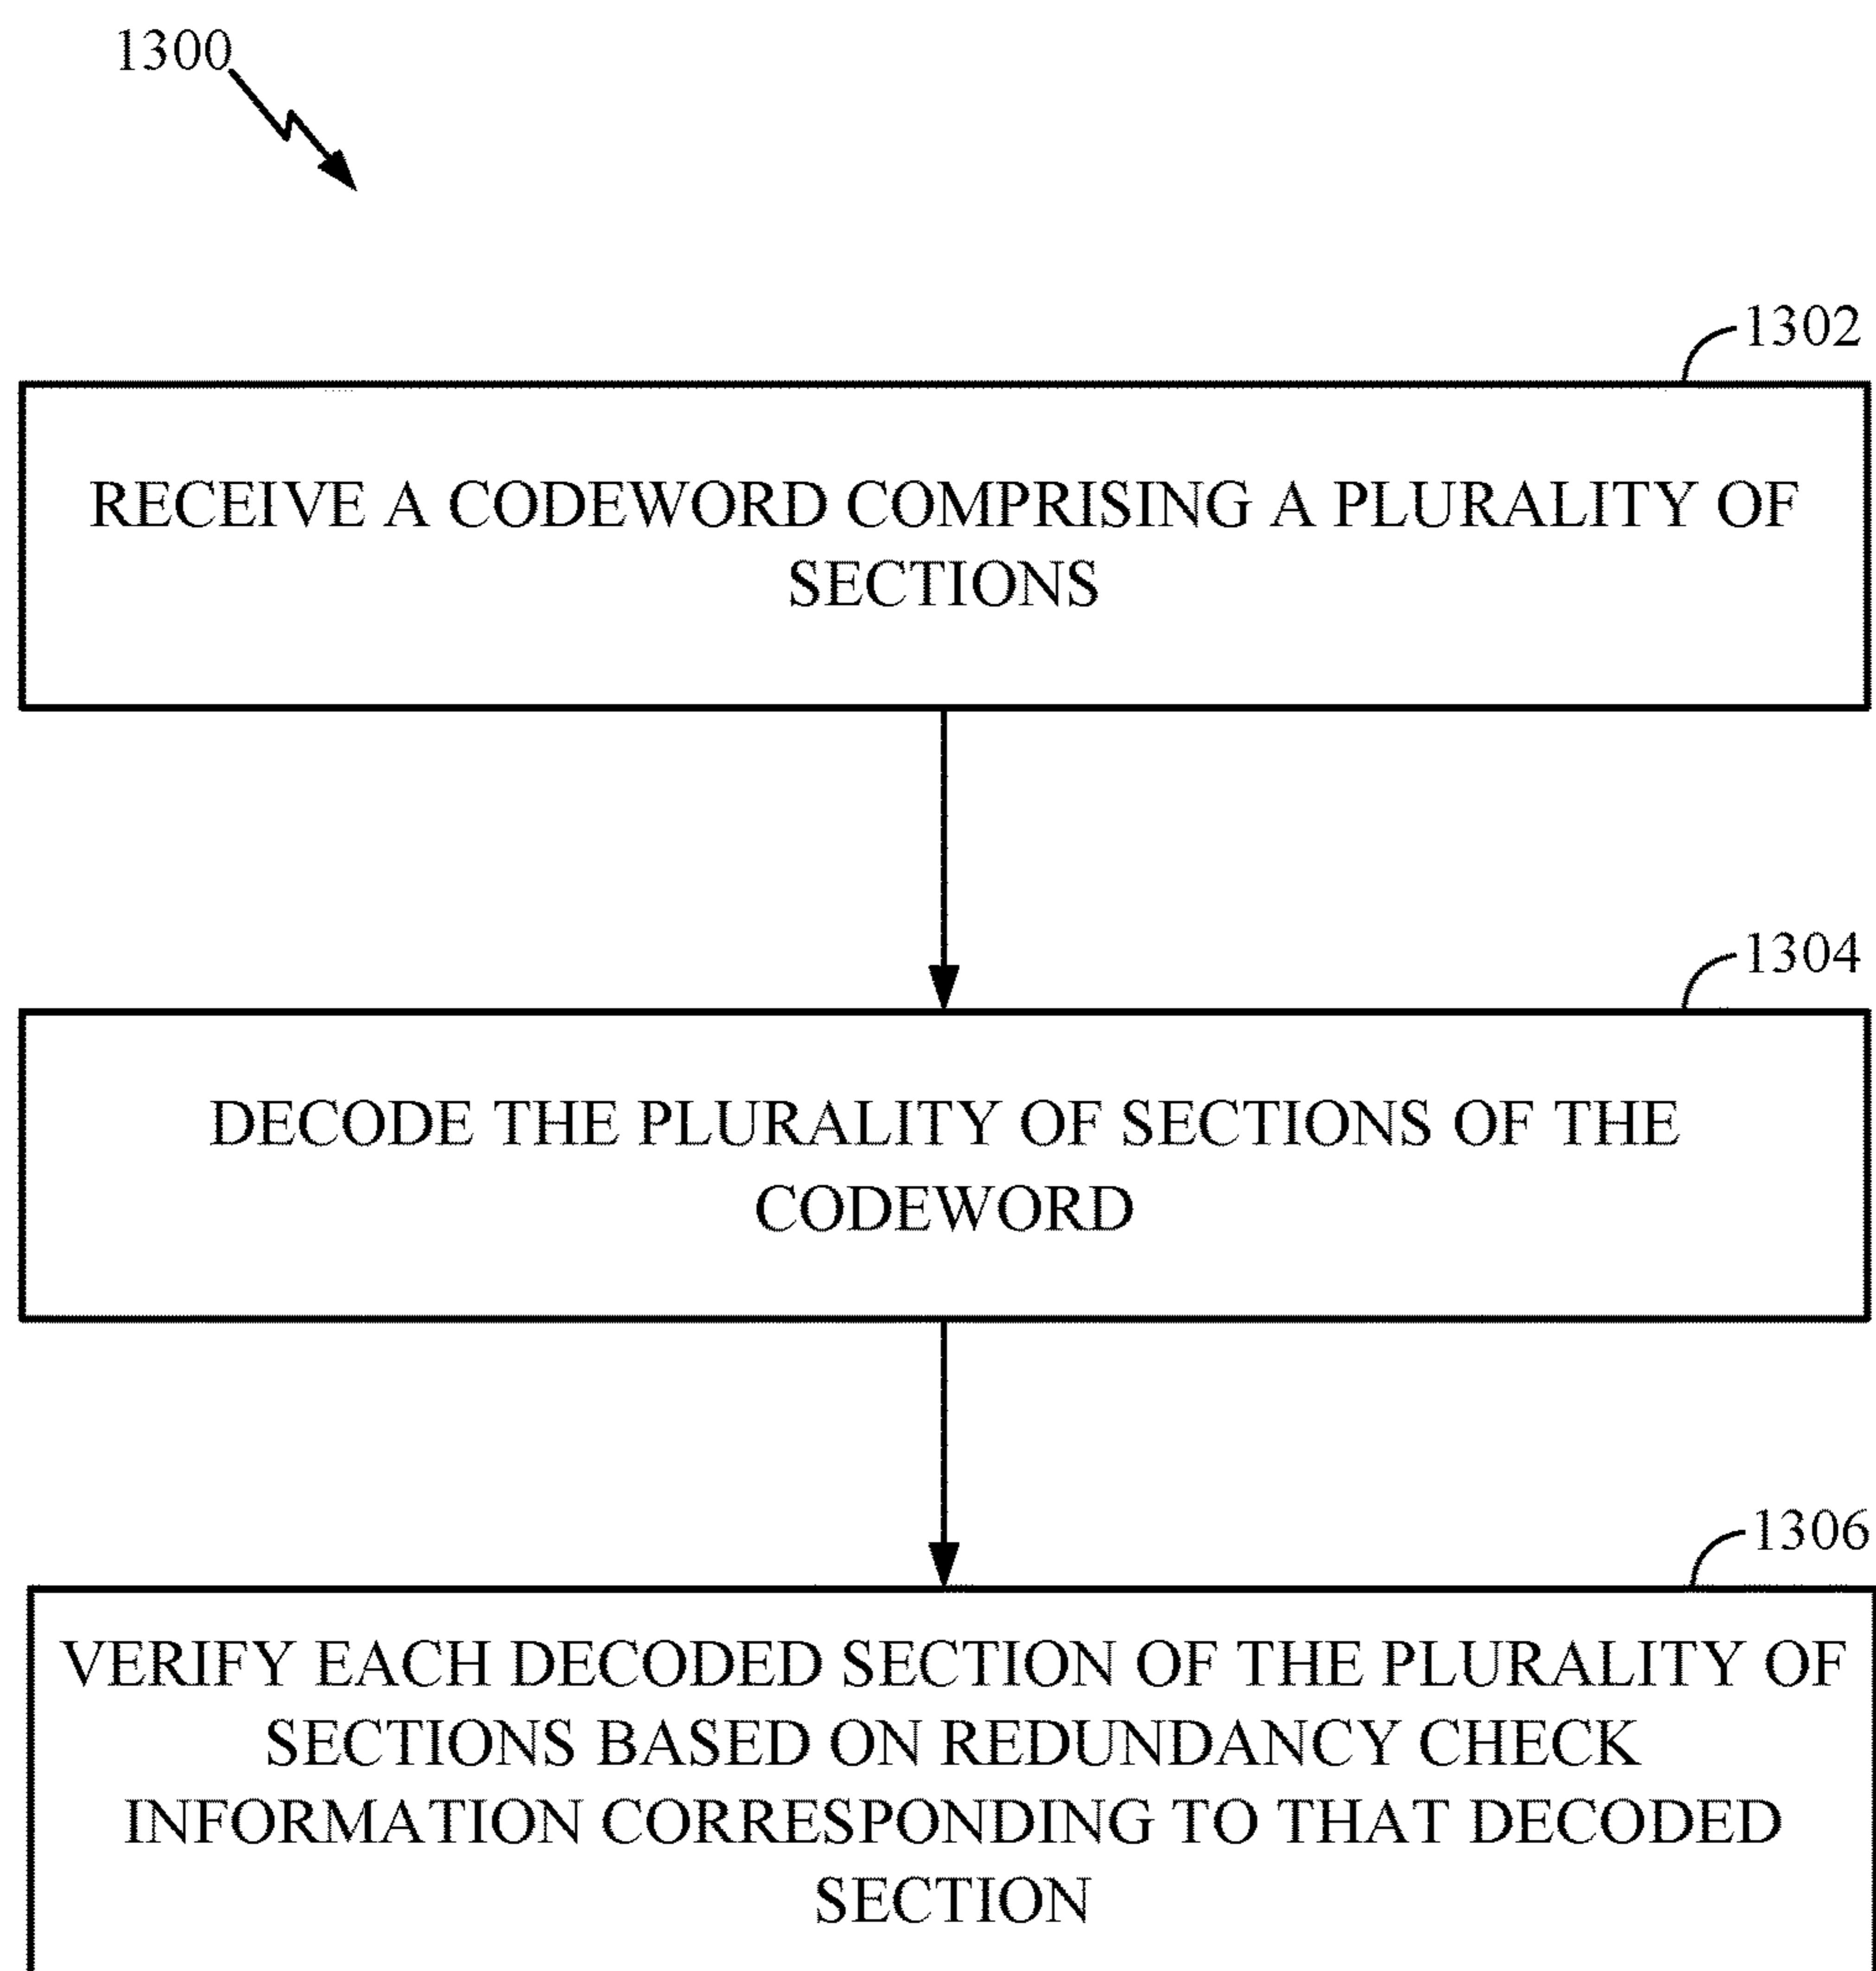 1300
1302
RECEIVE A CODEWORD COMPRISING A PLURALITY OF
SECTIONS
1304
DECODE THE PLURALITY OF SECTIONS OF THE
CODEWORD
1306
VERIFY EACH DECODED SECTION OF THE PLURALITY OF
SECTIONS BASED ON REDUNDANCY CHECK
INFORMATION CORRESPONDING TO THAT DECODED
SECTION